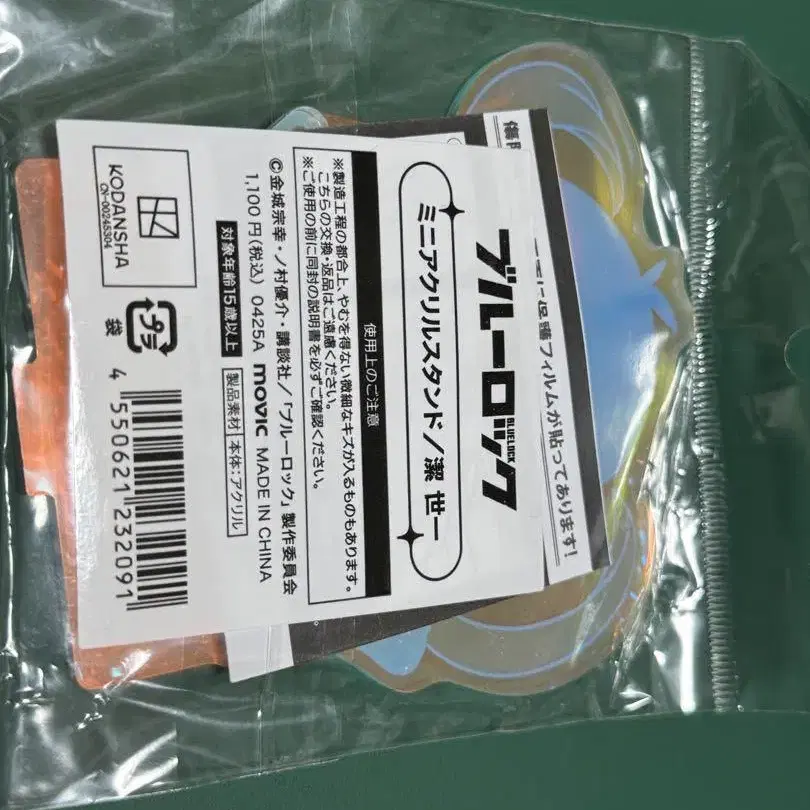 ブルーロック
BLUELOCK
ミニアクリルスタンド/潔 世一
使用上のご注意
※製造工程の都合上、やむを得ない微細なキズが入るものもあります。
こちらの交換・返品はご遠慮ください。
※ご使用の前に同封の説明書を必ずご確認ください。
©金城宗幸・ノ村優介・講談社/「ブルーロック」製作委員会
1,100円(税込) 0425A movic MADE IN CHINA
対象年齢15歳以上
製品素材 本体:アクリル
KODANSHA
CN-00245304
プラ
袋
4 550621 232091
保護フィルムが貼ってあります!